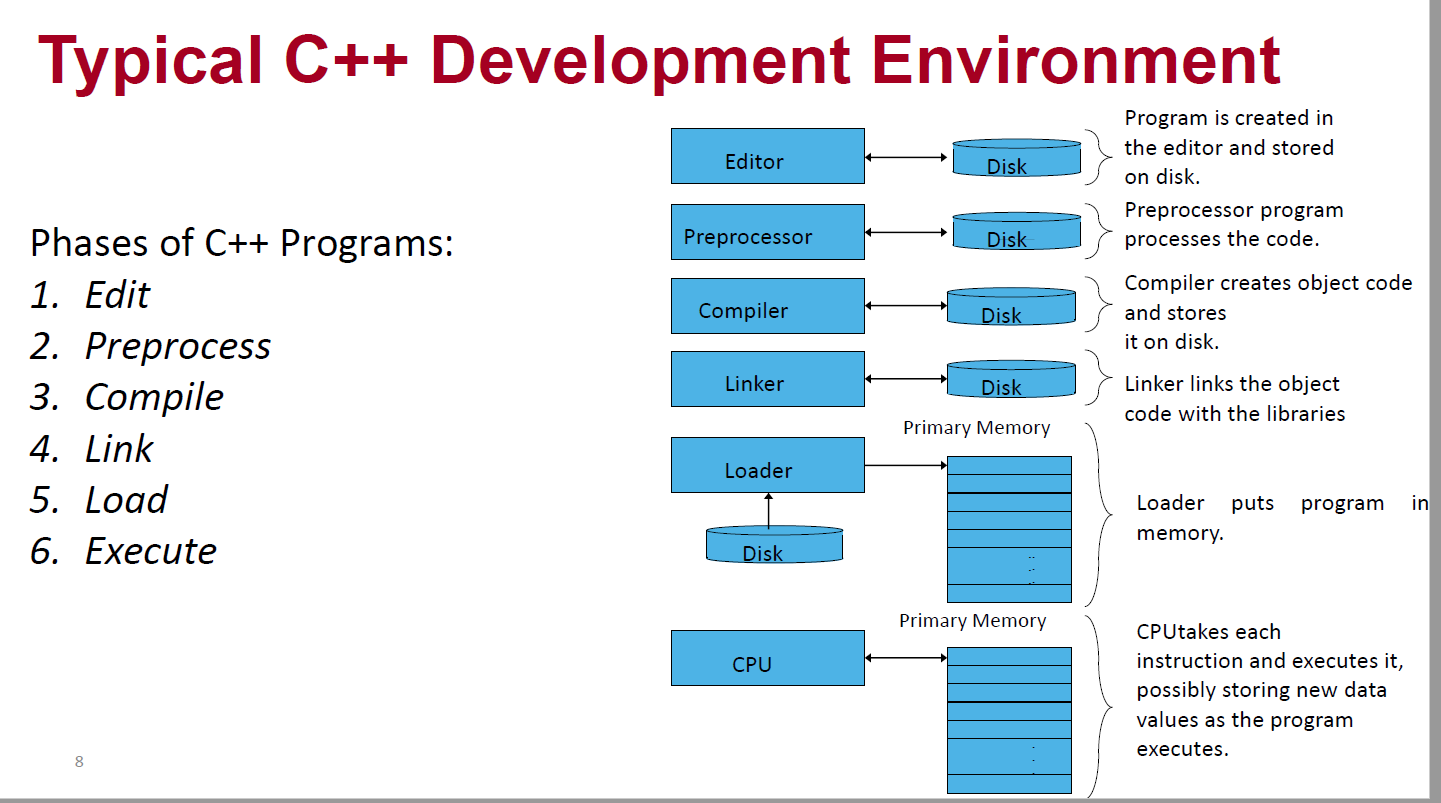 Typical C++ Development Environment
Phases of C++ Programs:
1. Edit
2. Preprocess
3. Compile
4. Link
5. Load
6. Execute
Editor
Disk
Program is created in
the editor and stored
on disk.
Preprocessor
Disk
Preprocessor program
processes the code.
Compiler
Disk
Compiler creates object code
and stores
it on disk.
Linker
Disk
Linker links the object
code with the libraries
Primary Memory
Loader
Disk
Loader puts program in
memory.
Primary Memory
CPU
CPUtakes each
instruction and executes it,
possibly storing new data
values as the program
executes.
8